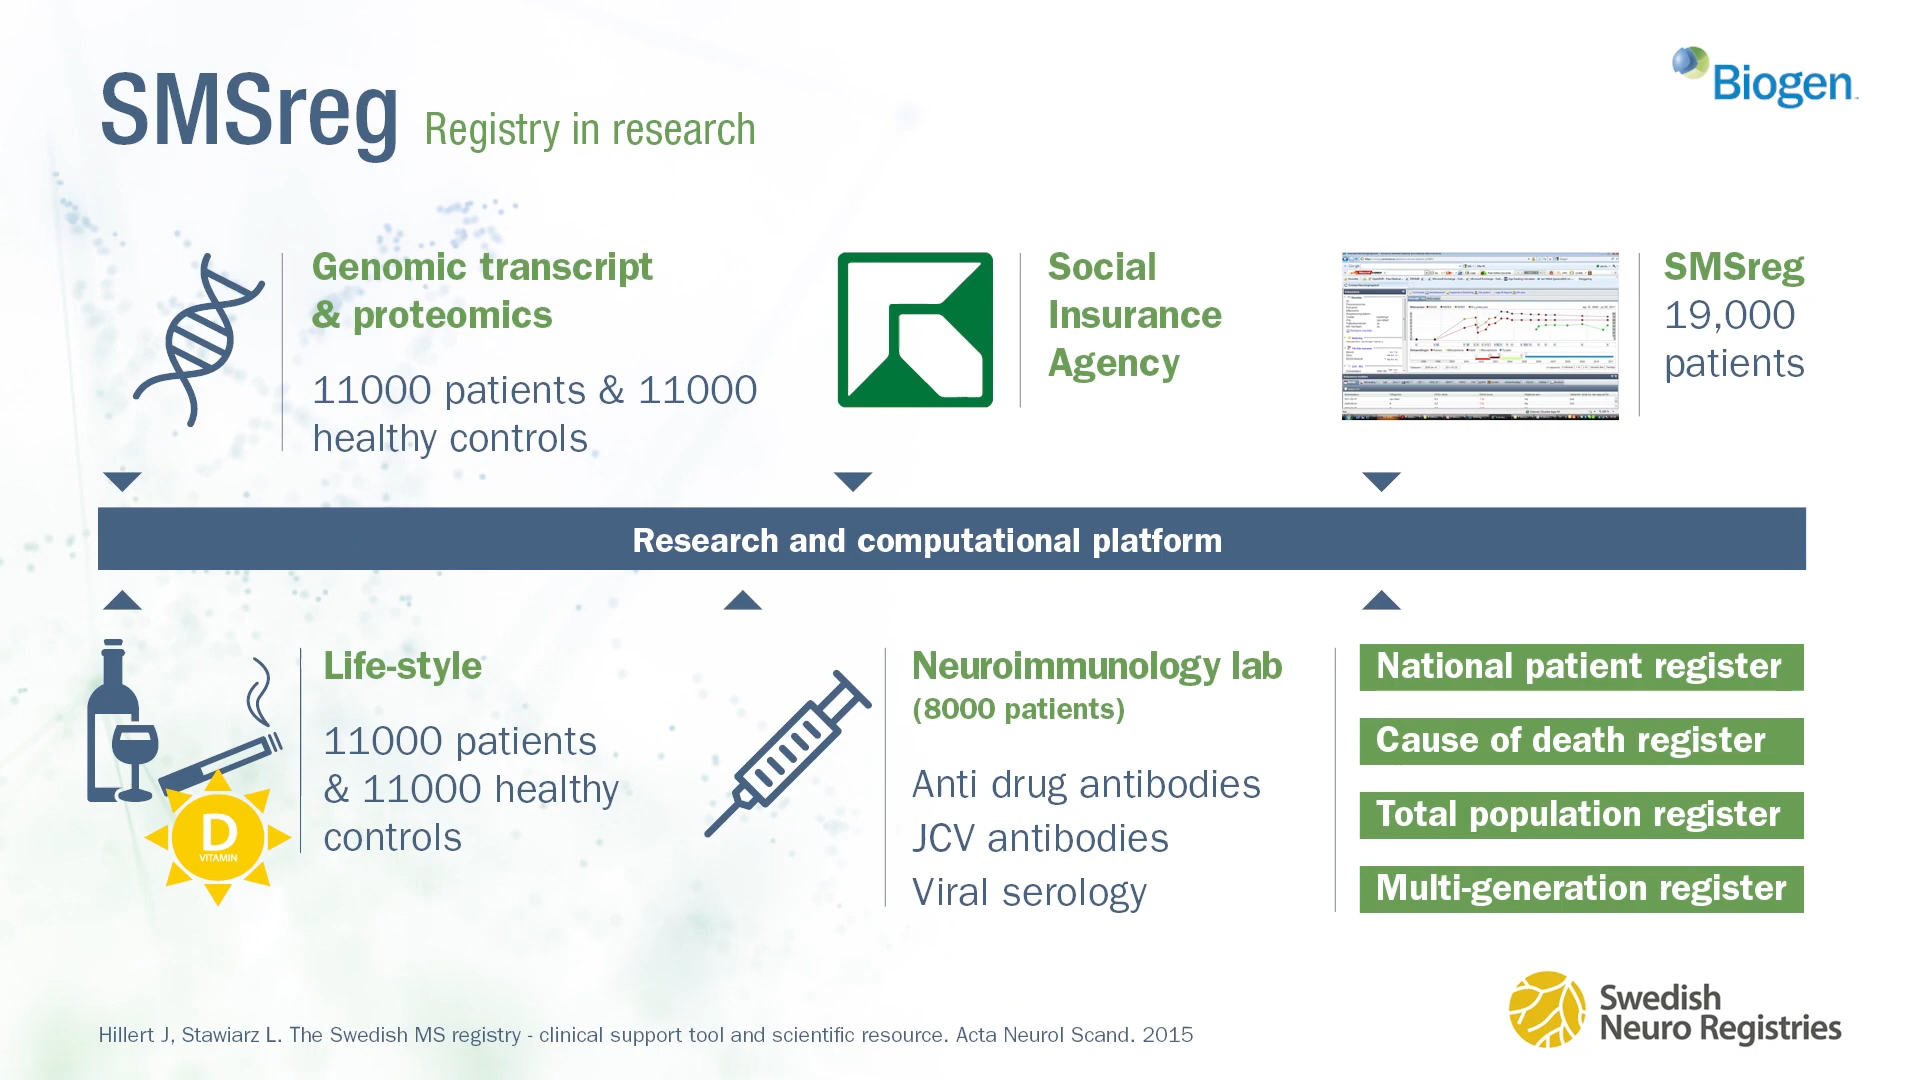 SMSreg Registry in research
Biogen
Genomic transcript
& proteomics
11000 patients & 11000
healthy controls
Social
Insurance
Agency
SMSreg
19,000
patients
Research and computational platform
Life-style
11000 patients
& 11000 healthy
controls
D
VITAMIN
Neuroimmunology lab
(8000 patients)
Anti drug antibodies
JCV antibodies
Viral serology
National patient register
Cause of death register
Total population register
Multi-generation register
Hillert J, Stawiarz L. The Swedish MS registry - clinical support tool and scientific resource. Acta Neurol Scand. 2015
Swedish
Neuro Registries